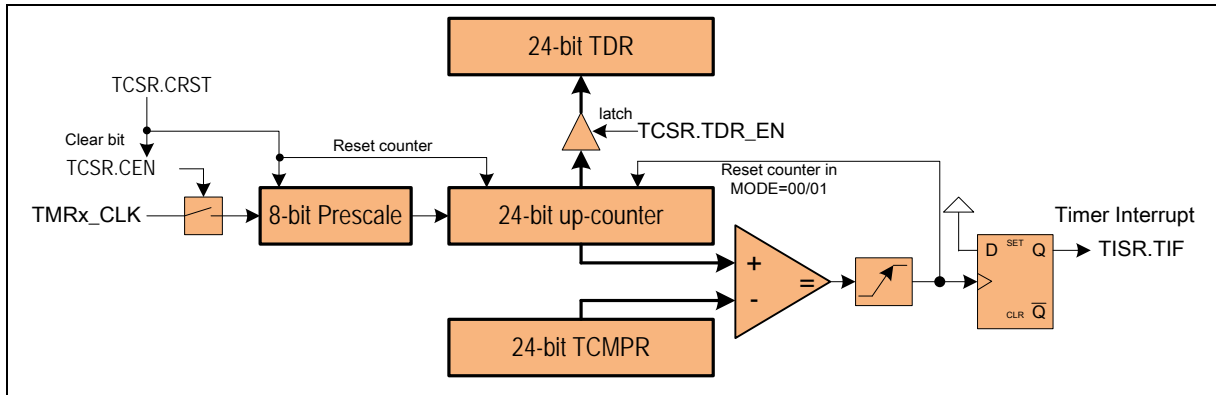 24-bit TDR
TCSR.CRST
latch
TCSR.TDR_EN
Clear bit
Reset counter
TCSR.CEN
Reset counter in
MODE=00/01
TMRx_CLK
8-bit Prescale
24-bit up-counter
Timer Interrupt
TISR.TIF
D SET Q
CLR Q
+
=
-
24-bit TCMPR